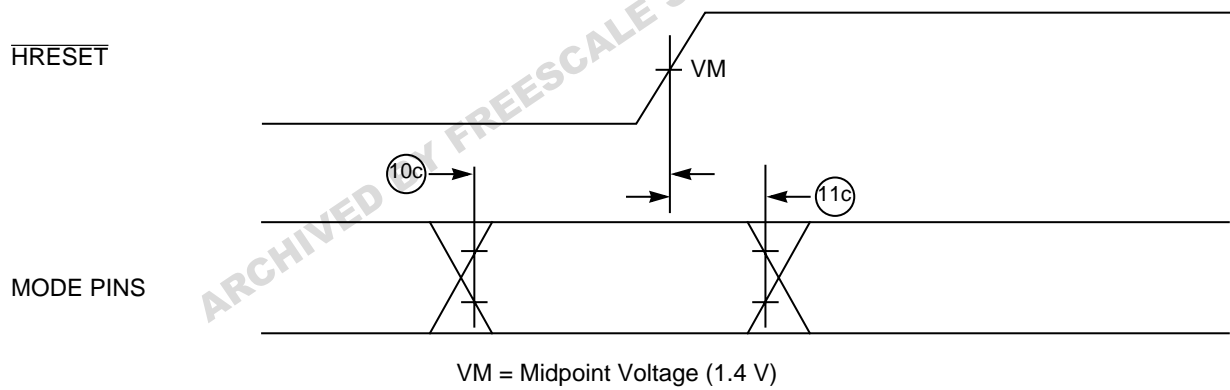 HRESET
VM
10c
11c
MODE PINS
VM = Midpoint Voltage (1.4 V)
ARCHIVED BY FREESCALE